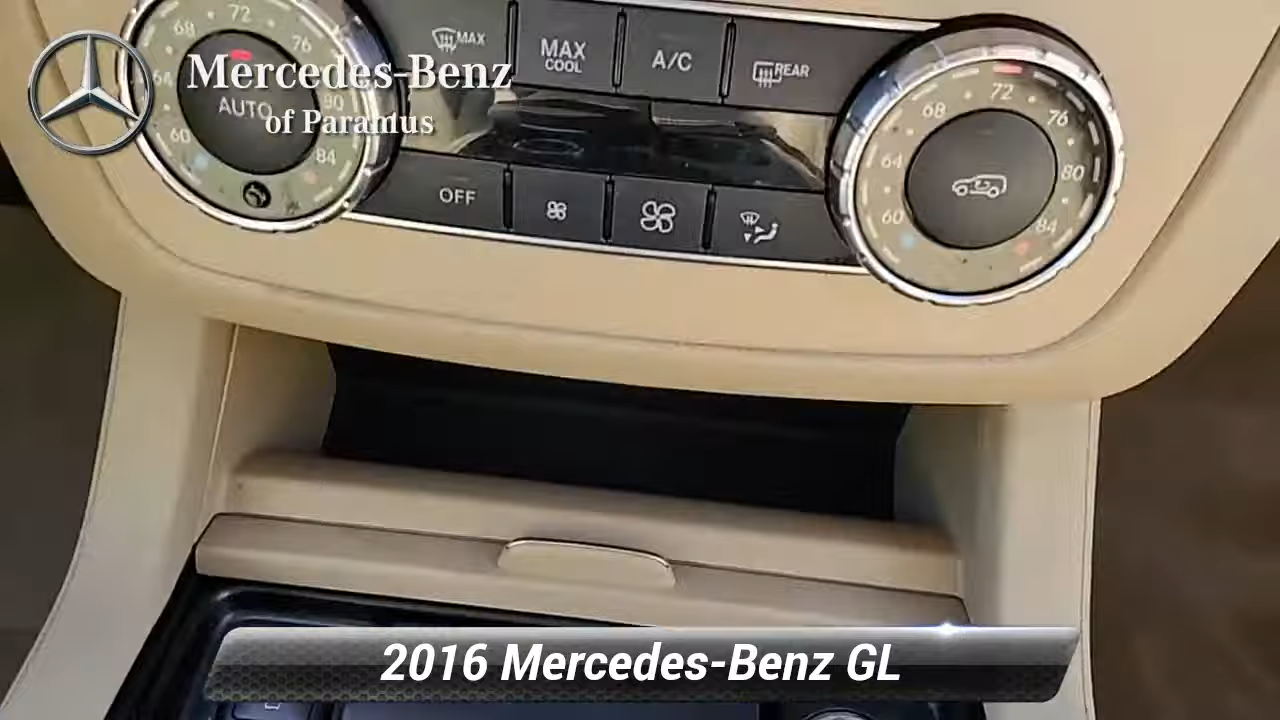 72
68
76
64
80
60
84
AUTO
MAX
MAX
COOL
A/C
REAR
Mercedes-Benz
of Paramus
OFF
72
68
76
64
80
60
84
2016 Mercedes-Benz GL